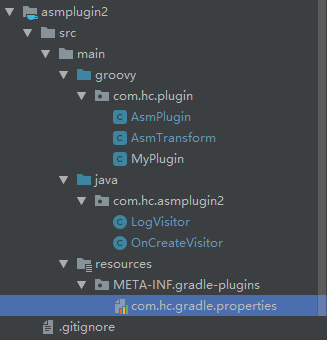 asmplugin2
src
main
groovy
com.hc.plugin
AsmPlugin
AsmTransform
MyPlugin
java
com.hc.asmplugin2
LogVisitor
OnCreateVisitor
resources
META-INF.gradle-plugins
com.hc.gradle.properties
.gitignore